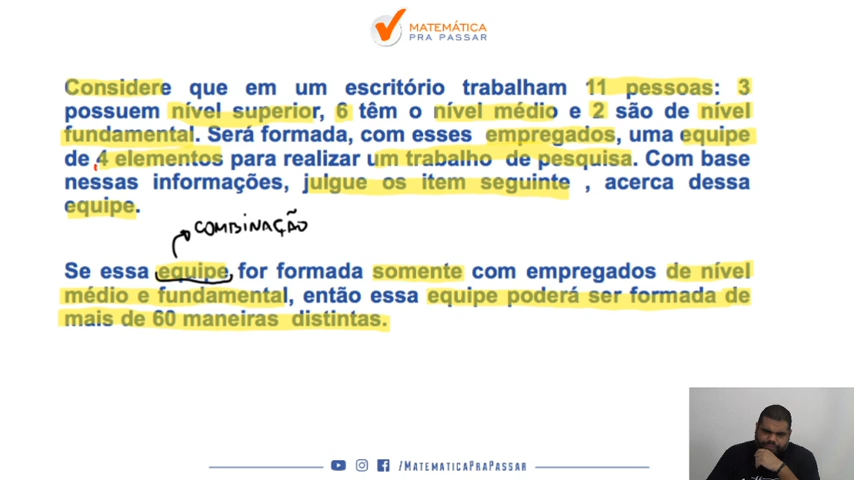 MATEMÁTICA
PRA PASSAR
Considere que em um escritório trabalham 11 pessoas: 3
possuem nível superior, 6 têm o nível médio e 2 são de nível
fundamental. Será formada, com esses empregados, uma equipe
de 4 elementos para realizar um trabalho de pesquisa. Com base
nessas informações, julgue os item seguinte , acerca dessa
equipe.
COMBINAÇÃO
Se essa equipe for formada somente com empregados de nível
médio e fundamental, então essa equipe poderá ser formada de
mais de 60 maneiras distintas.
/MATEMATICAPRAPASSAR